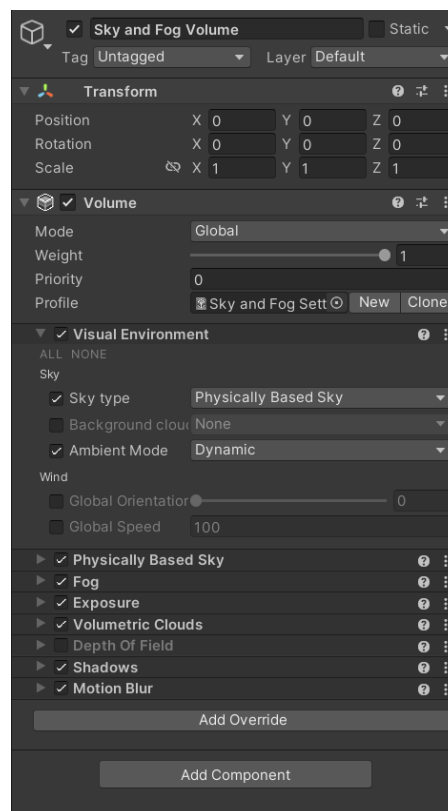 Sky and Fog Volume Static
Tag Untagged Layer Default
Transform
Position X 0 Y 0 Z 0
Rotation X 0 Y 0 Z 0
Scale X 1 Y 1 Z 1
Volume
Mode Global
Weight 1
Priority 0
Profile Sky and Fog Sett New Clone
Visual Environment
ALL NONE
Sky
Sky type Physically Based Sky
Background clou None
Ambient Mode Dynamic
Wind
Global Orientation 0
Global Speed 100
Physically Based Sky
Fog
Exposure
Volumetric Clouds
Depth Of Field
Shadows
Motion Blur
Add Override
Add Component